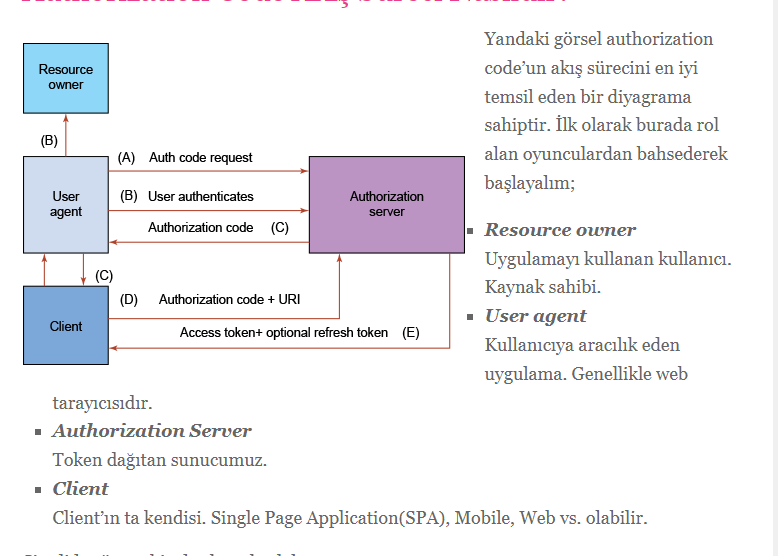 Yandaki görsel authorization
code'un akış sürecini en iyi
temsil eden bir diyagrama
sahiptir. İlk olarak burada rol
alan oyunculardan bahsederek
başlayalım;
Resource
owner
(B)
(A) Auth code request
User
agent
(B) User authenticates
Authorization code (C)
Authorization
server
(C)
(D) Authorization code + URI
Client
Access token+ optional refresh token (E)
▪ Resource owner
Uygulamayı kullanan kullanıcı.
Kaynak sahibi.
▪ User agent
Kullanıcıya aracılık eden
uygulama. Genellikle web
tarayıcısıdır.
▪ Authorization Server
Token dağıtan sunucumuz.
▪ Client
Client'ın ta kendisi. Single Page Application(SPA), Mobile, Web vs. olabilir.